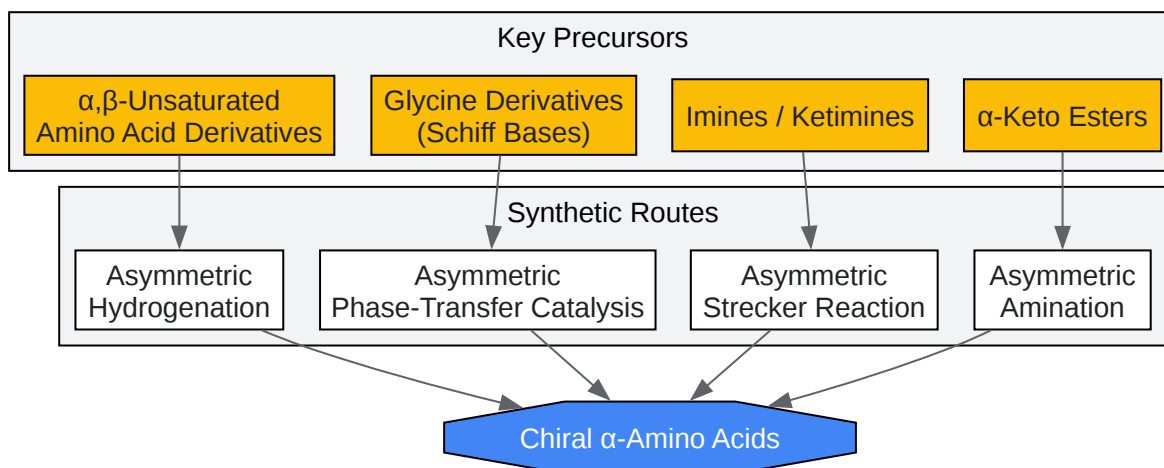 Key Precursors
α,β-Unsaturated
Amino Acid Derivatives
Glycine Derivatives
(Schiff Bases)
Imines / Ketimines
α-Keto Esters
Synthetic Routes
Asymmetric
Hydrogenation
Asymmetric
Phase-Transfer Catalysis
Asymmetric
Strecker Reaction
Asymmetric
Amination
Chiral α-Amino Acids